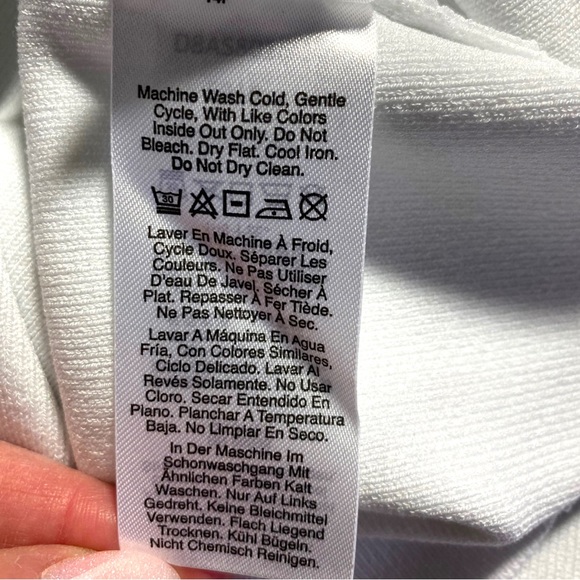 Machine Wash Cold, Gentle
Cycle, With Like Colors
Inside Out Only. Do Not
Bleach. Dry Flat. Cool Iron.
Do Not Dry Clean.
30
Laver En Machine À Froid,
Cycle Doux. Séparer Les
Couleurs. Ne Pas Utiliser
D'eau De Javel. Sécher À
Plat. Repasser À Fer Tiède.
Ne Pas Nettoyer À Sec.
Lavar A Máquina En Agua
Fría, Con Colores Similares,
Ciclo Delicado. Lavar Al
Revés Solamente. No Usar
Cloro. Secar Entendido En
Plano. Planchar A Temperatura
Baja. No Limpiar En Seco.
In Der Maschine Im
Schonwaschgang Mit
Ähnlichen Farben Kalt
Waschen. Nur Auf Links
Gedreht. Keine Bleichmittel
Verwenden. Flach Liegend
Trocknen. Kühl Bügeln.
Nicht Chemisch Reinigen.